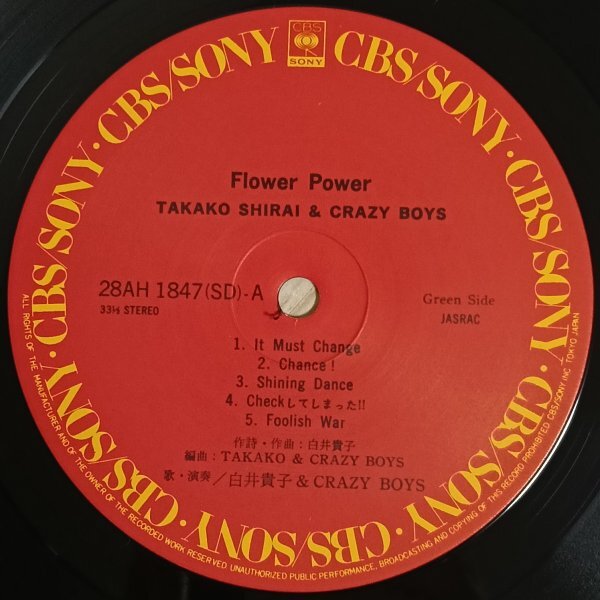 CBS
SONY
CBS/SONY · CBS/SONY · CBS/SONY · CBS/SONY · CBS/SONY · CBS/SONY · CBS/SONY · CBS/SONY
Flower Power
TAKAKO SHIRAI & CRAZY BOYS
28AH 1847(SD)-A
33⅓ STEREO
Green Side
JASRAC
1. It Must Change
2. Chance!
3. Shining Dance
4. Checkしてしまった!!
5. Foolish War
作詩・作曲：白井貴子
編曲：TAKAKO & CRAZY BOYS
歌・演奏／白井貴子 & CRAZY BOYS
ALL RIGHTS OF THE MANUFACTURER AND OF THE OWNER OF THE RECORDED WORK RESERVED UNAUTHORIZED PUBLIC PERFORMANCE, BROADCASTING AND COPYING OF THIS RECORD PROHIBITED CBS/SONY INC. TOKYO JAPAN